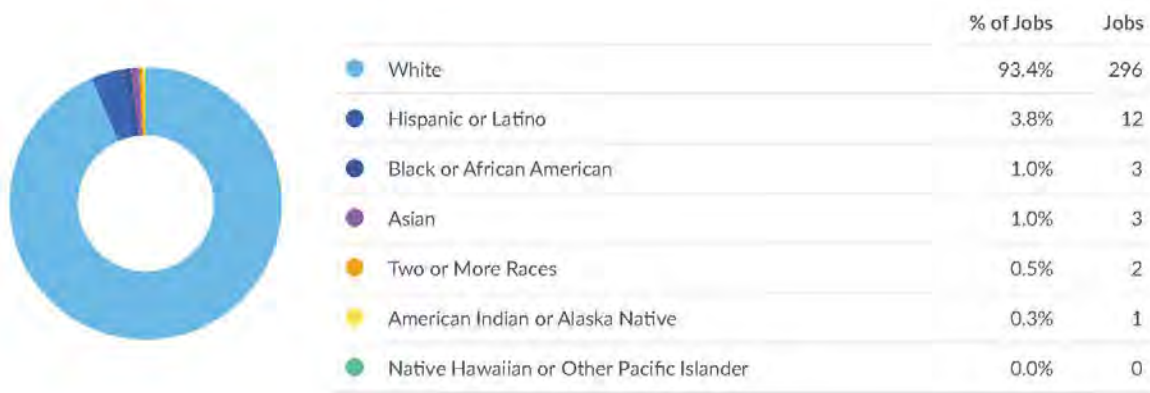 % of Jobs Jobs
White 93.4% 296
Hispanic or Latino 3.8% 12
Black or African American 1.0% 3
Asian 1.0% 3
Two or More Races 0.5% 2
American Indian or Alaska Native 0.3% 1
Native Hawaiian or Other Pacific Islander 0.0% 0